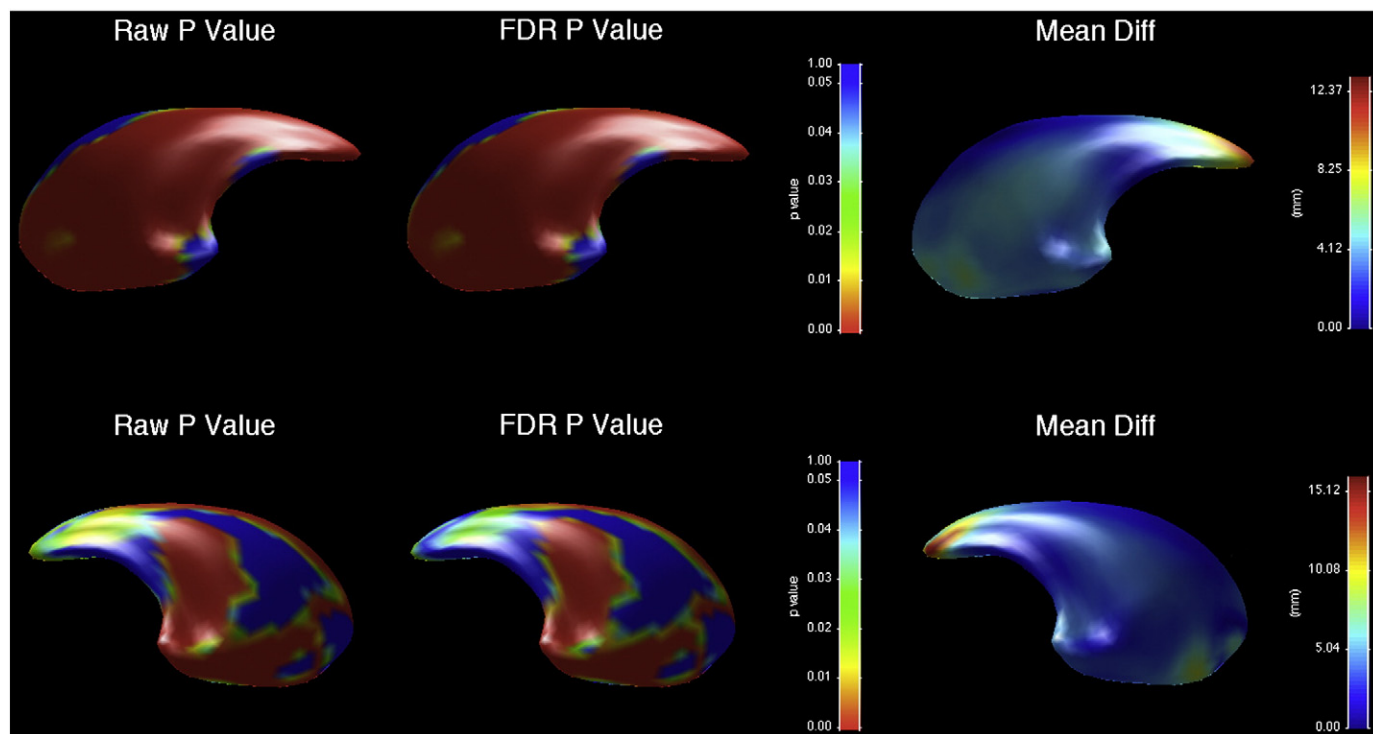 Raw P Value
FDR P Value
Mean Diff
1.00
0.05
0.04
0.03
0.02
0.01
0.00
p value
12.37
8.25
4.12
0.00
(mm)
Raw P Value
FDR P Value
Mean Diff
1.00
0.05
0.04
0.03
0.02
0.01
0.00
p value
15.12
10.08
5.04
0.00
(mm)